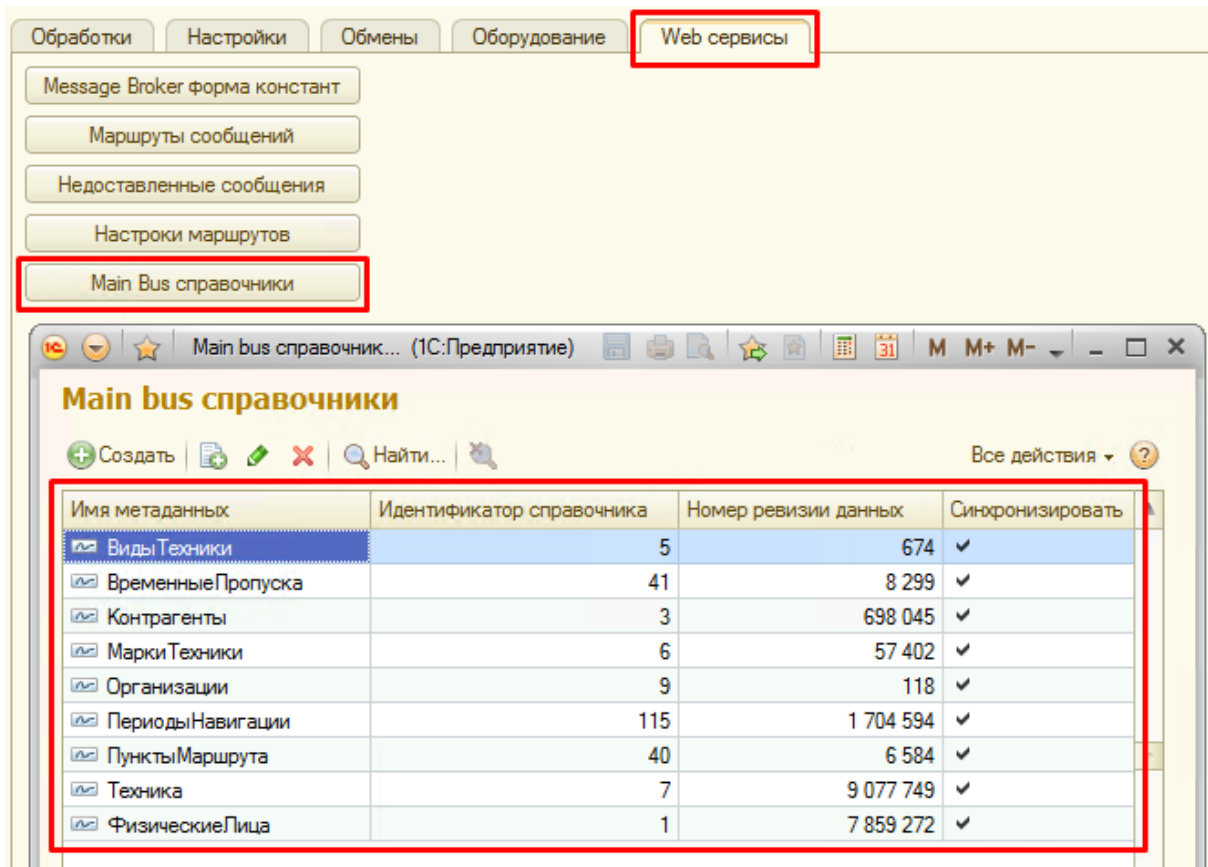 Обработки Настройки Обмены Оборудование Web сервисы
Message Broker форма констант
Маршруты сообщений
Недоставленные сообщения
Настроки маршрутов
Main Bus справочники
1С Main bus справочник... (1С:Предприятие) 31 M M+ M-
Main bus справочники
Создать Найти... Все действия ?
Имя метаданных Идентификатор справочника Номер ревизии данных Синхронизировать
ВидыТехники 5 674
ВременныеПропуска 41 8 299
Контрагенты 3 698 045
МаркиТехники 6 57 402
Организации 9 118
ПериодыНавигации 115 1 704 594
ПунктыМаршрута 40 6 584
Техника 7 9 077 749
ФизическиеЛица 1 7 859 272